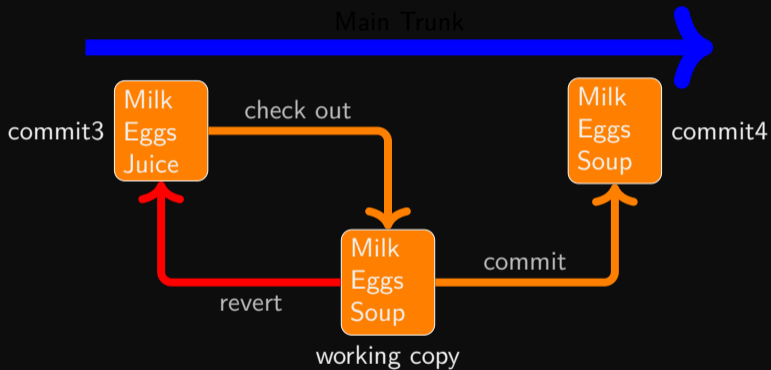 Main Trunk
commit3
Milk
Eggs
Juice
check out
Milk
Eggs
Soup
commit4
revert
Milk
Eggs
Soup
commit
working copy